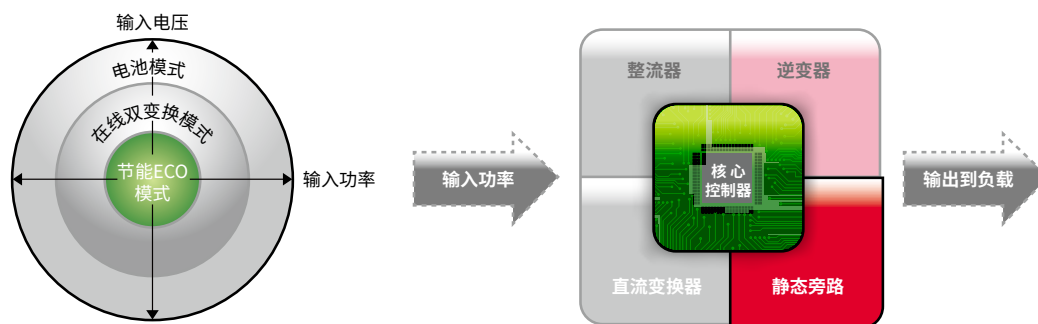 输入电压
电池模式
在线双变换模式
节能ECO
模式
输入功率
输入功率
整流器
逆变器
核 心
控制器
直流变换器
静态旁路
输出到负载